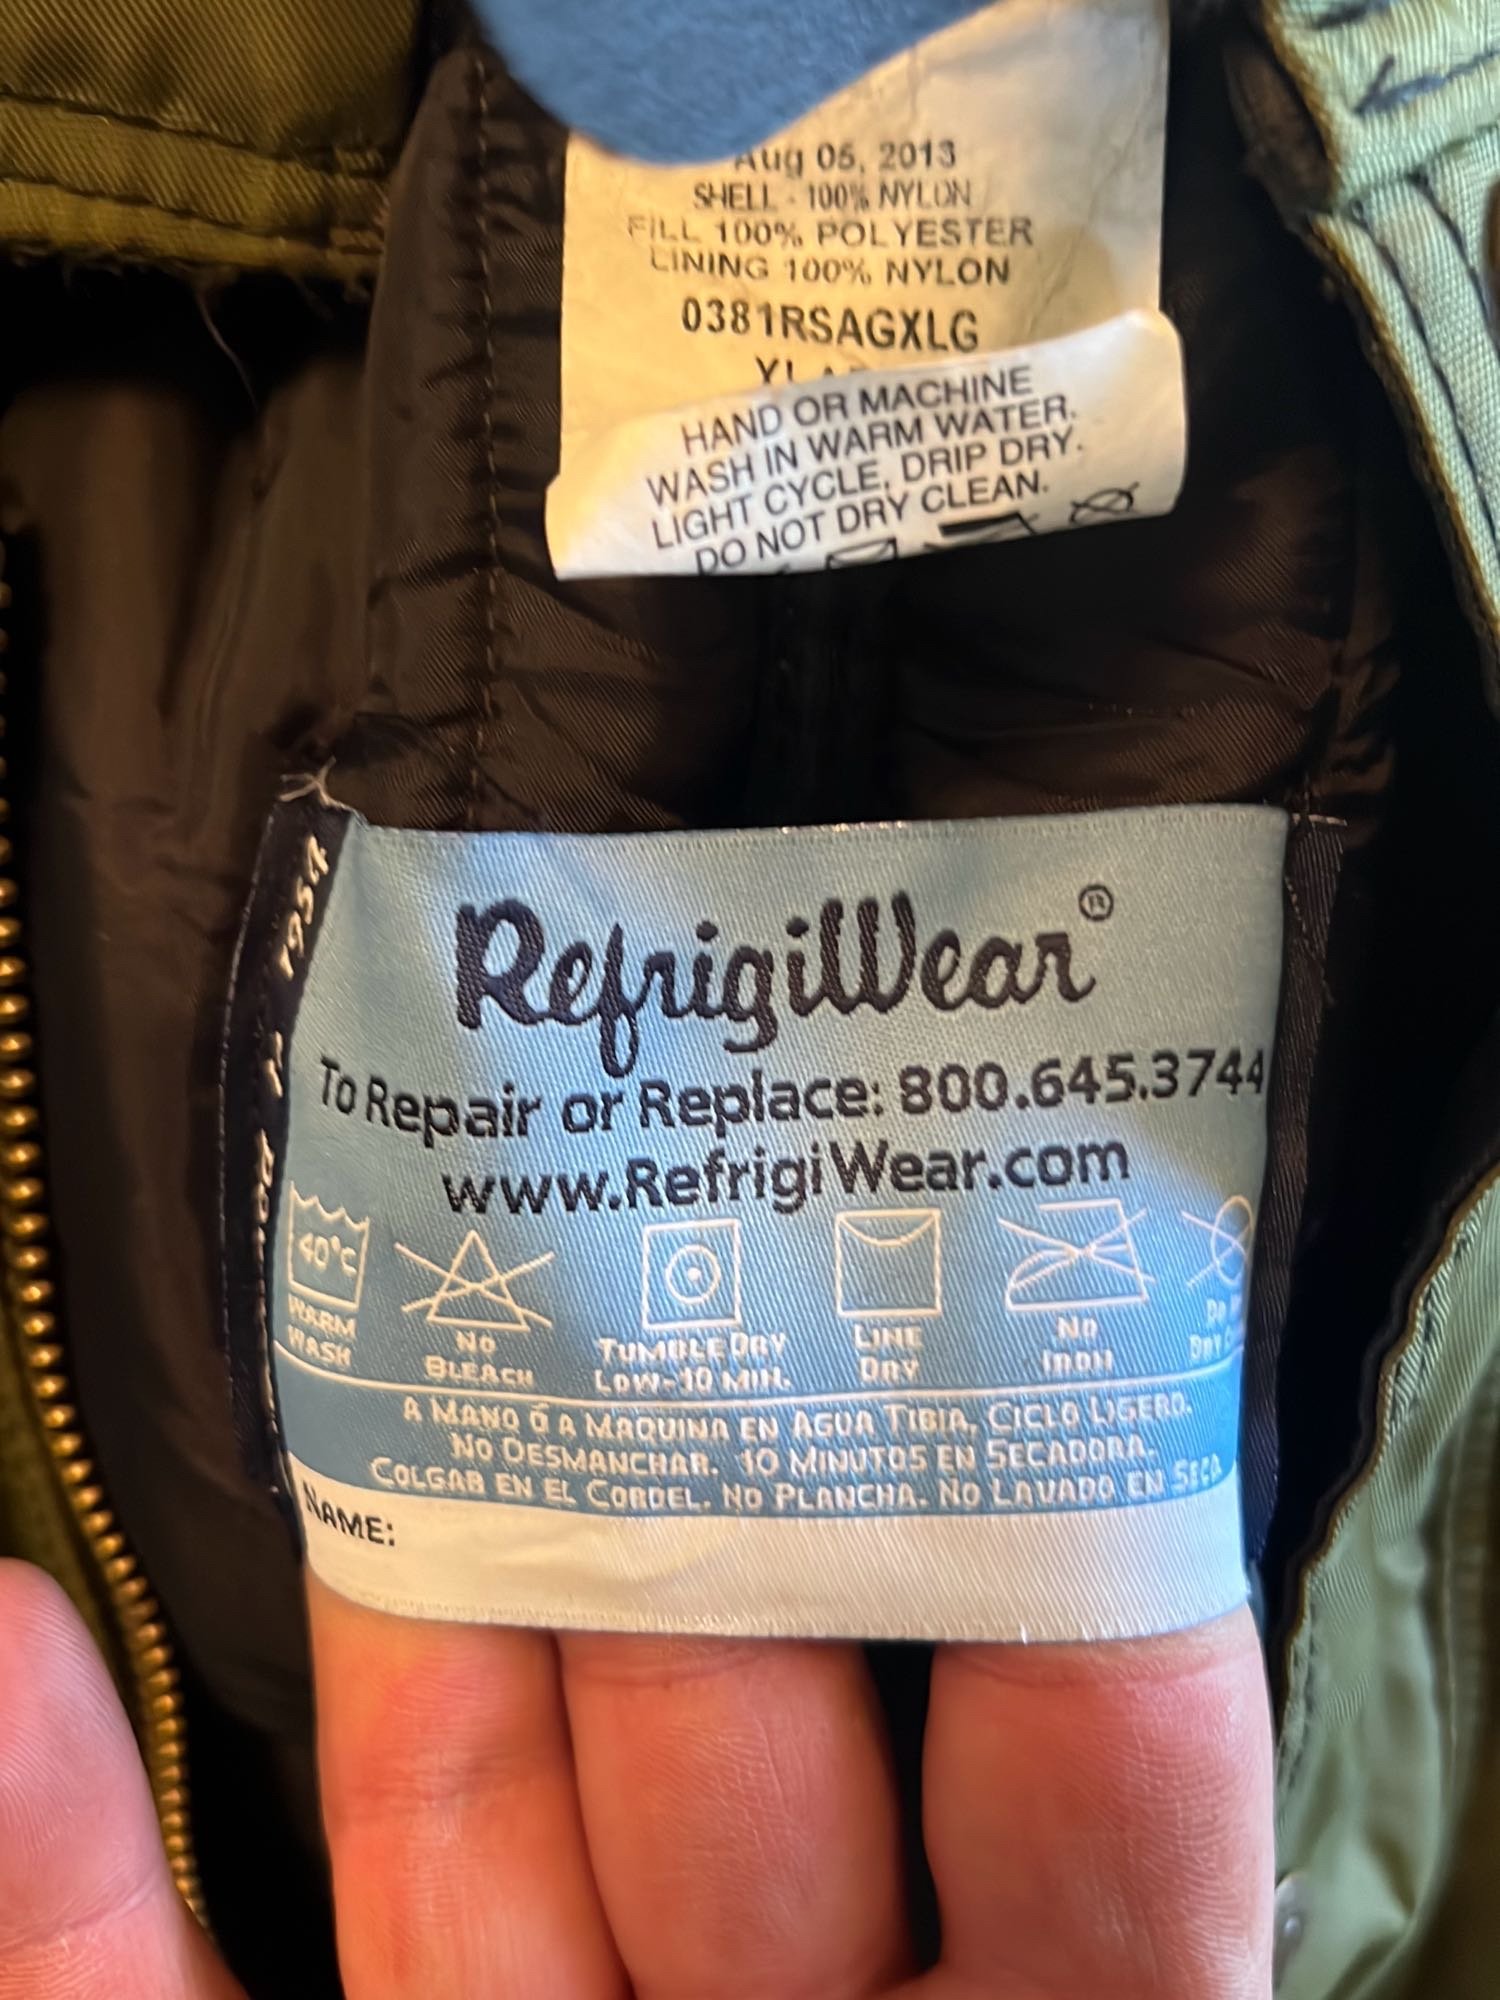 Aug 05, 2013
SHELL - 100% NYLON
FILL 100% POLYESTER
LINING 100% NYLON
0381RSAGXLG
HAND OR MACHINE
WASH IN WARM WATER.
LIGHT CYCLE, DRIP DRY.
DO NOT DRY CLEAN.
RefrigiWear®
To Repair or Replace: 800.645.3744
www.RefrigiWear.com
40°C
WARM
WASH
NO
BLEACH
TUMBLE DRY
LOW-10 MIN.
LINE
DRY
NO
IRON
DO
DRY
A MANO Ó A MAQUINA EN AGUA TIBIA, CICLO LIGERO.
NO DESMANCHAR. 10 MINUTOS EN SECADORA.
COLGAR EN EL CORDEL. NO PLANCHA. NO LAVADO EN SECO
NAME:
1954